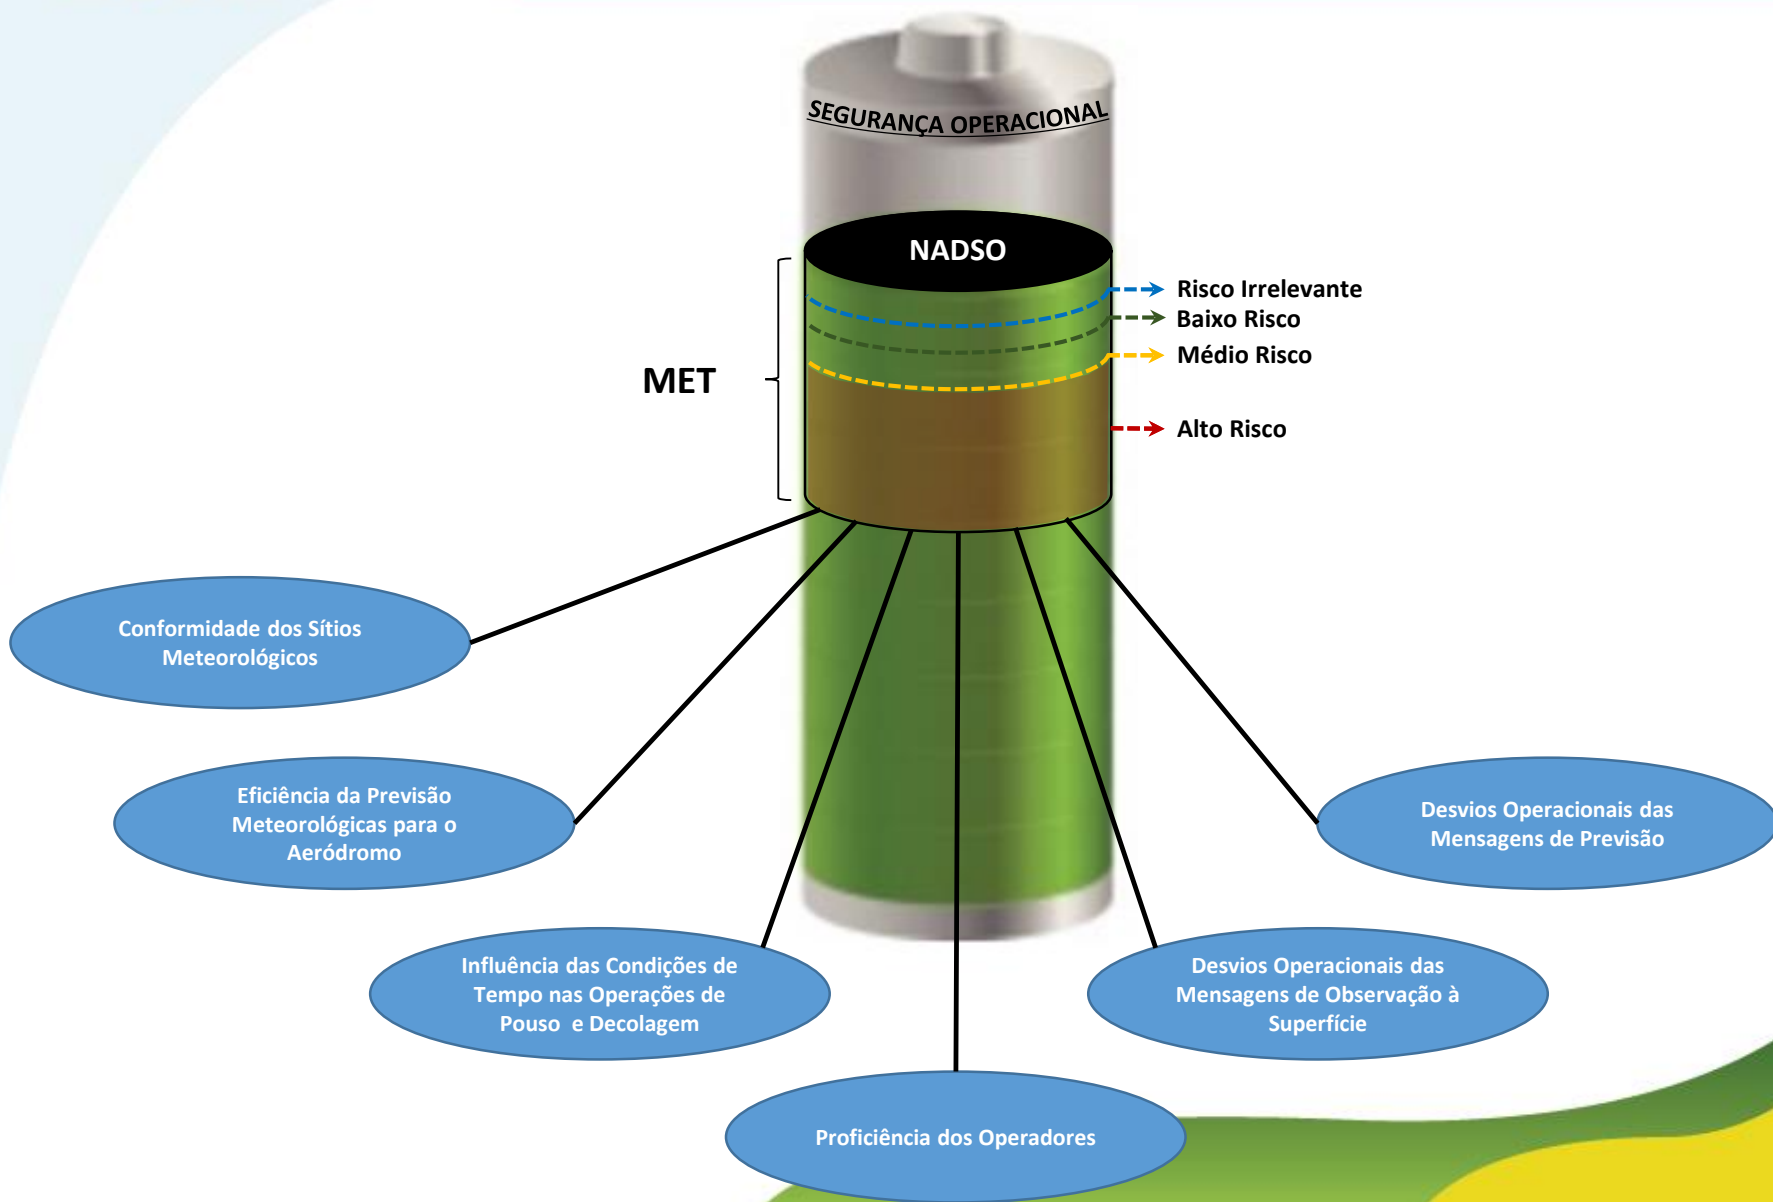 SEGURANÇA OPERACIONAL
NADSO
Risco Irrelevante
Baixo Risco
Médio Risco
MET
Alto Risco
Conformidade dos Sítios
Meteorológicos
Eficiência da Previsão
Meteorológicas para o
Aeródromo
Desvios Operacionais das
Mensagens de Previsão
Influência das Condições de
Tempo nas Operações de
Pouso e Decolagem
Desvios Operacionais das
Mensagens de Observação à
Superfície
Proficiência dos Operadores